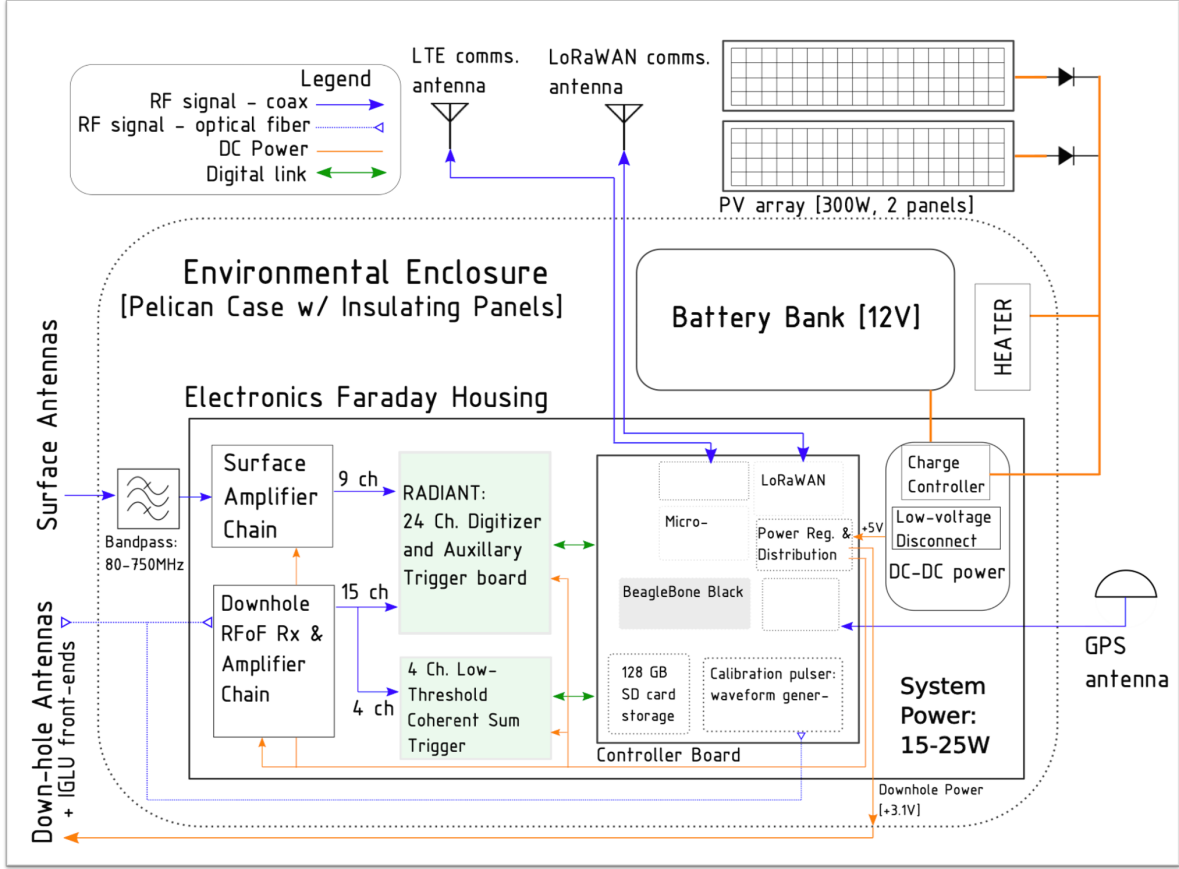 LTE comms.
antenna
LoRaWAN comms.
antenna
Legend
RF signal - coax
RF signal - optical fiber
DC Power
Digital link
PV array [300W, 2 panels]
Environmental Enclosure
[Pelican Case w/ Insulating Panels]
Battery Bank [12V]
HEATER
Surface Antennas
Electronics Faraday Housing
Surface
Amplifier
Chain
9 ch
RADIANT:
24 Ch. Digitizer
and Auxillary
Trigger board
LoRaWAN
Micro-
Power Reg. &
Distribution
+5V
Charge
Controller
Low-voltage
Disconnect
DC-DC power
Bandpass:
80-750MHz
Down-hole Antennas
+ IGLU front-ends
Downhole
RFoF Rx &
Amplifier
Chain
15 ch
4 ch
4 Ch. Low-
Threshold
Coherent Sum
Trigger
BeagleBone Black
128 GB
SD card
storage
Calibration pulser:
waveform gener-
Controller Board
GPS
antenna
System
Power:
15-25W
Downhole Power
[+3.1V]